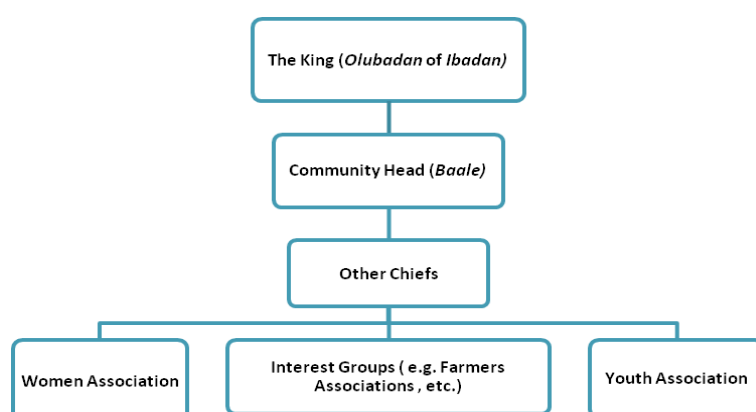 The King (Olubadan of Ibadan)
Community Head (Baale)
Other Chiefs
Women Association
Interest Groups ( e.g. Farmers
Associations , etc.)
Youth Association